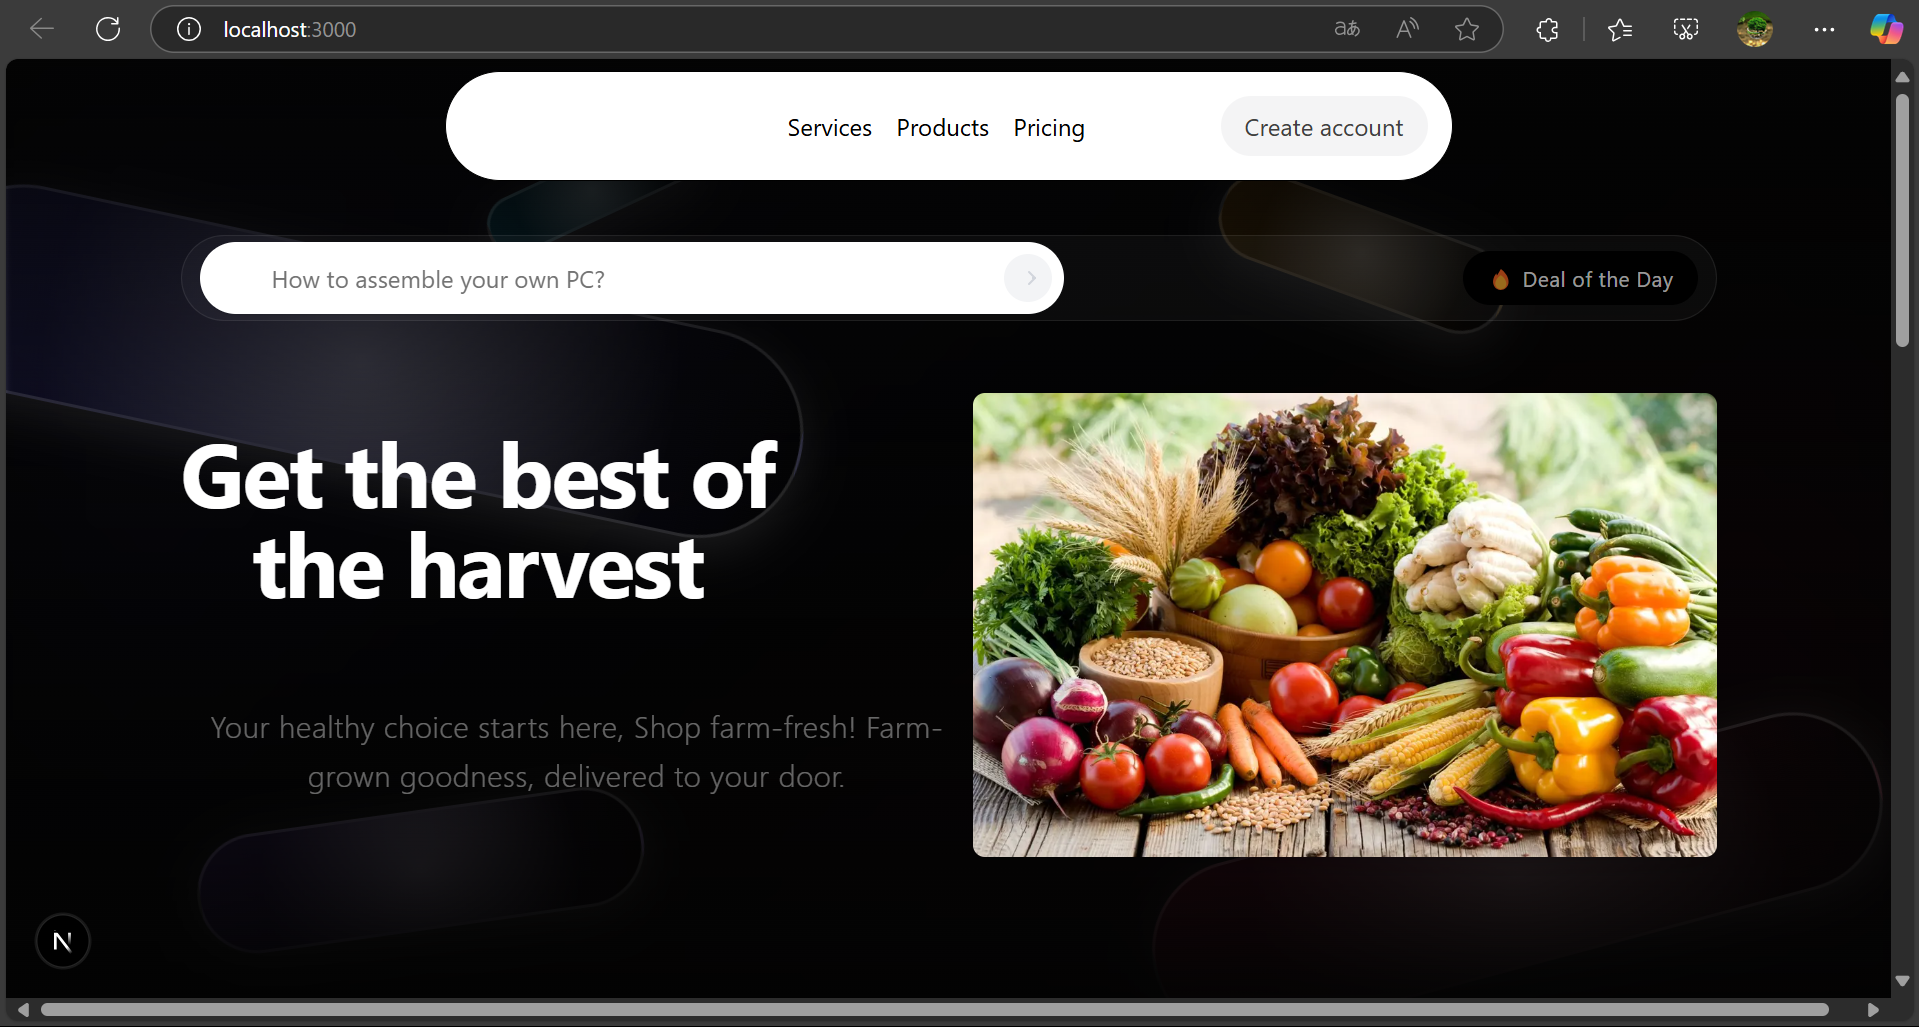 localhost:3000
Services Products Pricing Create account
How to assemble your own PC?
Deal of the Day
Get the best of
the harvest
Your healthy choice starts here, Shop farm-fresh! Farm-
grown goodness, delivered to your door.
N